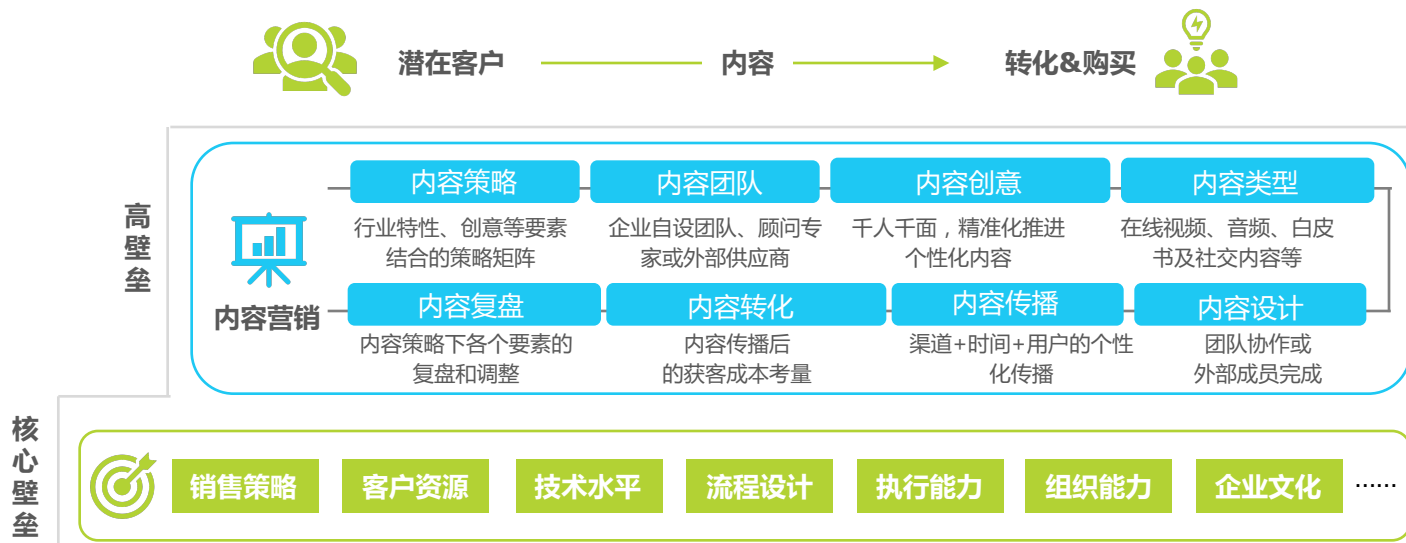 潜在客户
内容
转化&购买
高壁垒
内容营销
内容策略
行业特性、创意等要素
结合的策略矩阵
内容团队
企业自设团队、顾问专
家或外部供应商
内容创意
千人千面，精准化推进
个性化内容
内容类型
在线视频、音频、白皮
书及社交内容等
内容复盘
内容策略下各个要素的
复盘和调整
内容转化
内容传播后
的获客成本考量
内容传播
渠道+时间+用户的个性
化传播
内容设计
团队协作或
外部成员完成
核心壁垒
销售策略
客户资源
技术水平
流程设计
执行能力
组织能力
企业文化
……